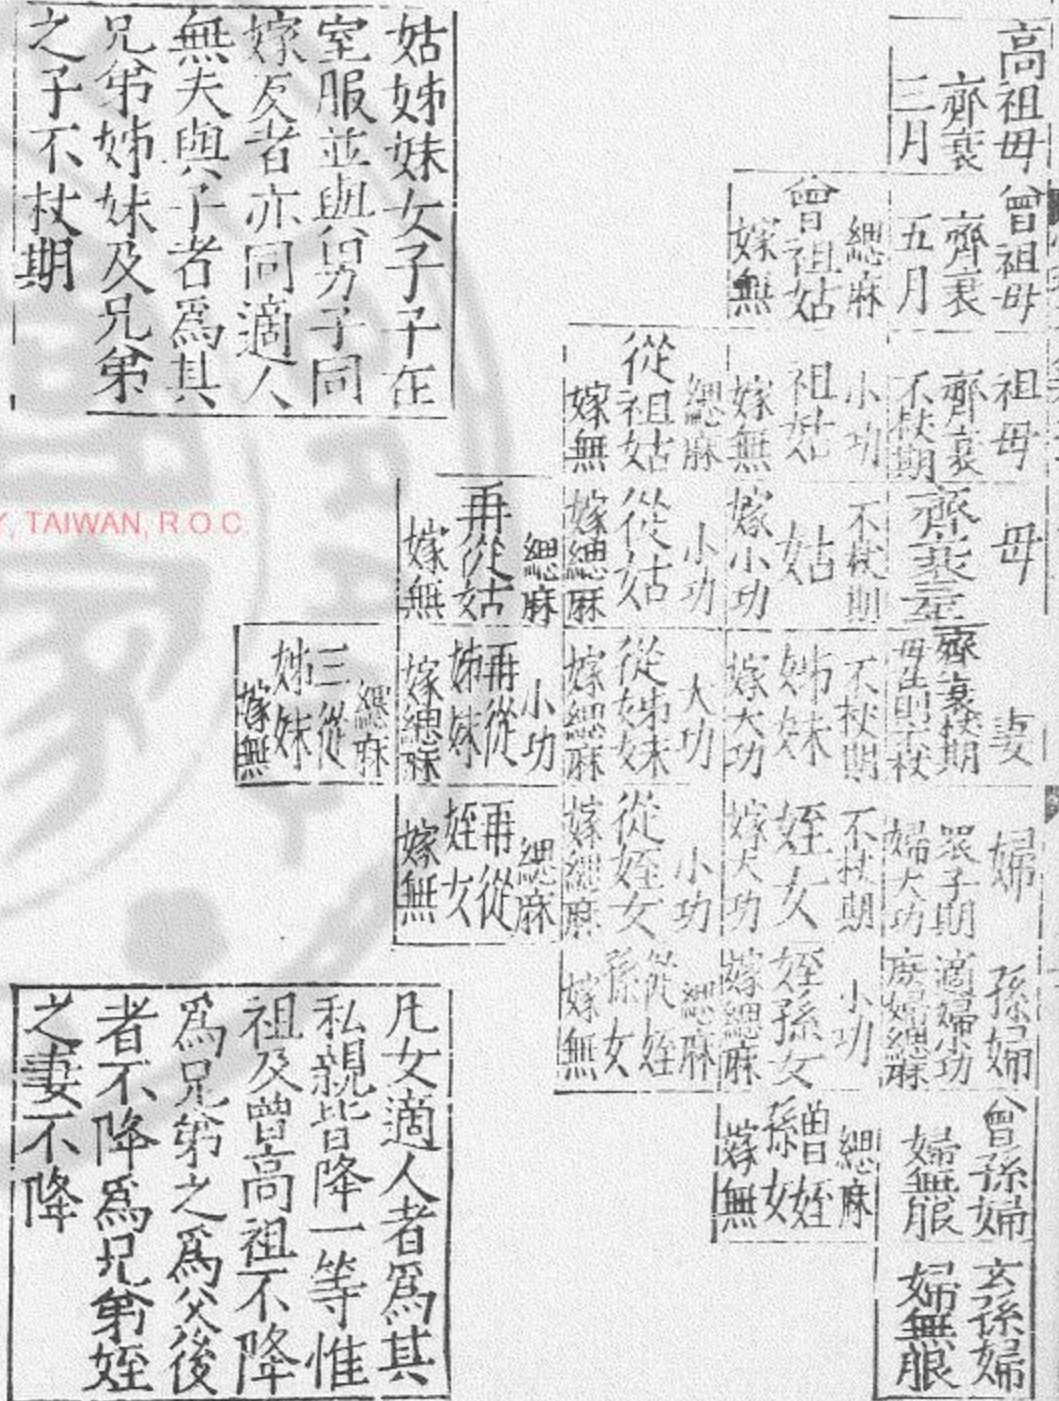 高祖母
齊衰
三月
曾祖母
齊衰
五月
緦麻
曾祖姑
嫁無
祖母
齊衰
不杖期
小功
祖姑
嫁無
緦麻
從祖姑
嫁無
母
齊衰三年
不杖期
姑
嫁小功
小功
從姑
嫁緦麻
緦麻
再從姑
嫁無
妻
齊衰杖期
母在則不杖
不杖期
姊妹
嫁大功
大功
從姊妹
嫁緦麻
小功
再從
姊妹
嫁緦麻
緦麻
三從
姊妹
嫁無
婦
眾子期
婦大功
不杖期
姪女
嫁大功
小功
從姪女
嫁緦麻
緦麻
再從
姪女
嫁無
孫婦
適婦小功
庶婦緦麻
小功
姪孫女
嫁緦麻
緦麻
從姪
孫女
嫁無
曾孫婦
婦無服
緦麻
曾姪
孫女
嫁無
玄孫婦
婦無服
姑姊妹女子子在
室服並與男子同
嫁反者亦同適人
無夫與子者爲其
兄弟姊妹及兄弟
之子不杖期
凡女適人者爲其
私親皆降一等惟
祖及曾高祖不降
爲兄弟之爲父後
者不降爲兄弟姪
之妻不降
Y, TAIWAN, R.O.C.